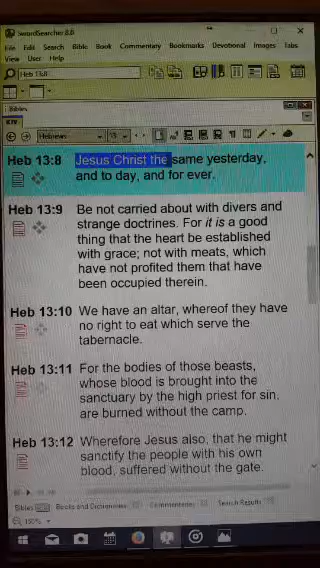 SwordSearcher 8.0
File Edit Search Bible Book Commentary Bookmarks Devotional Images Tabs
View User Help
Heb 13:8
Bibles
KJV
Hebrews 13
Heb 13:8 Jesus Christ the same yesterday,
and to day, and for ever.
Heb 13:9 Be not carried about with divers and
strange doctrines. For it is a good
thing that the heart be established
with grace; not with meats, which
have not profited them that have
been occupied therein.
Heb 13:10 We have an altar, whereof they have
no right to eat which serve the
tabernacle.
Heb 13:11 For the bodies of those beasts,
whose blood is brought into the
sanctuary by the high priest for sin,
are burned without the camp.
Heb 13:12 Wherefore Jesus also, that he might
sanctify the people with his own
blood, suffered without the gate.
Bibles Books and Dictionaries Commentaries Search Results
150%